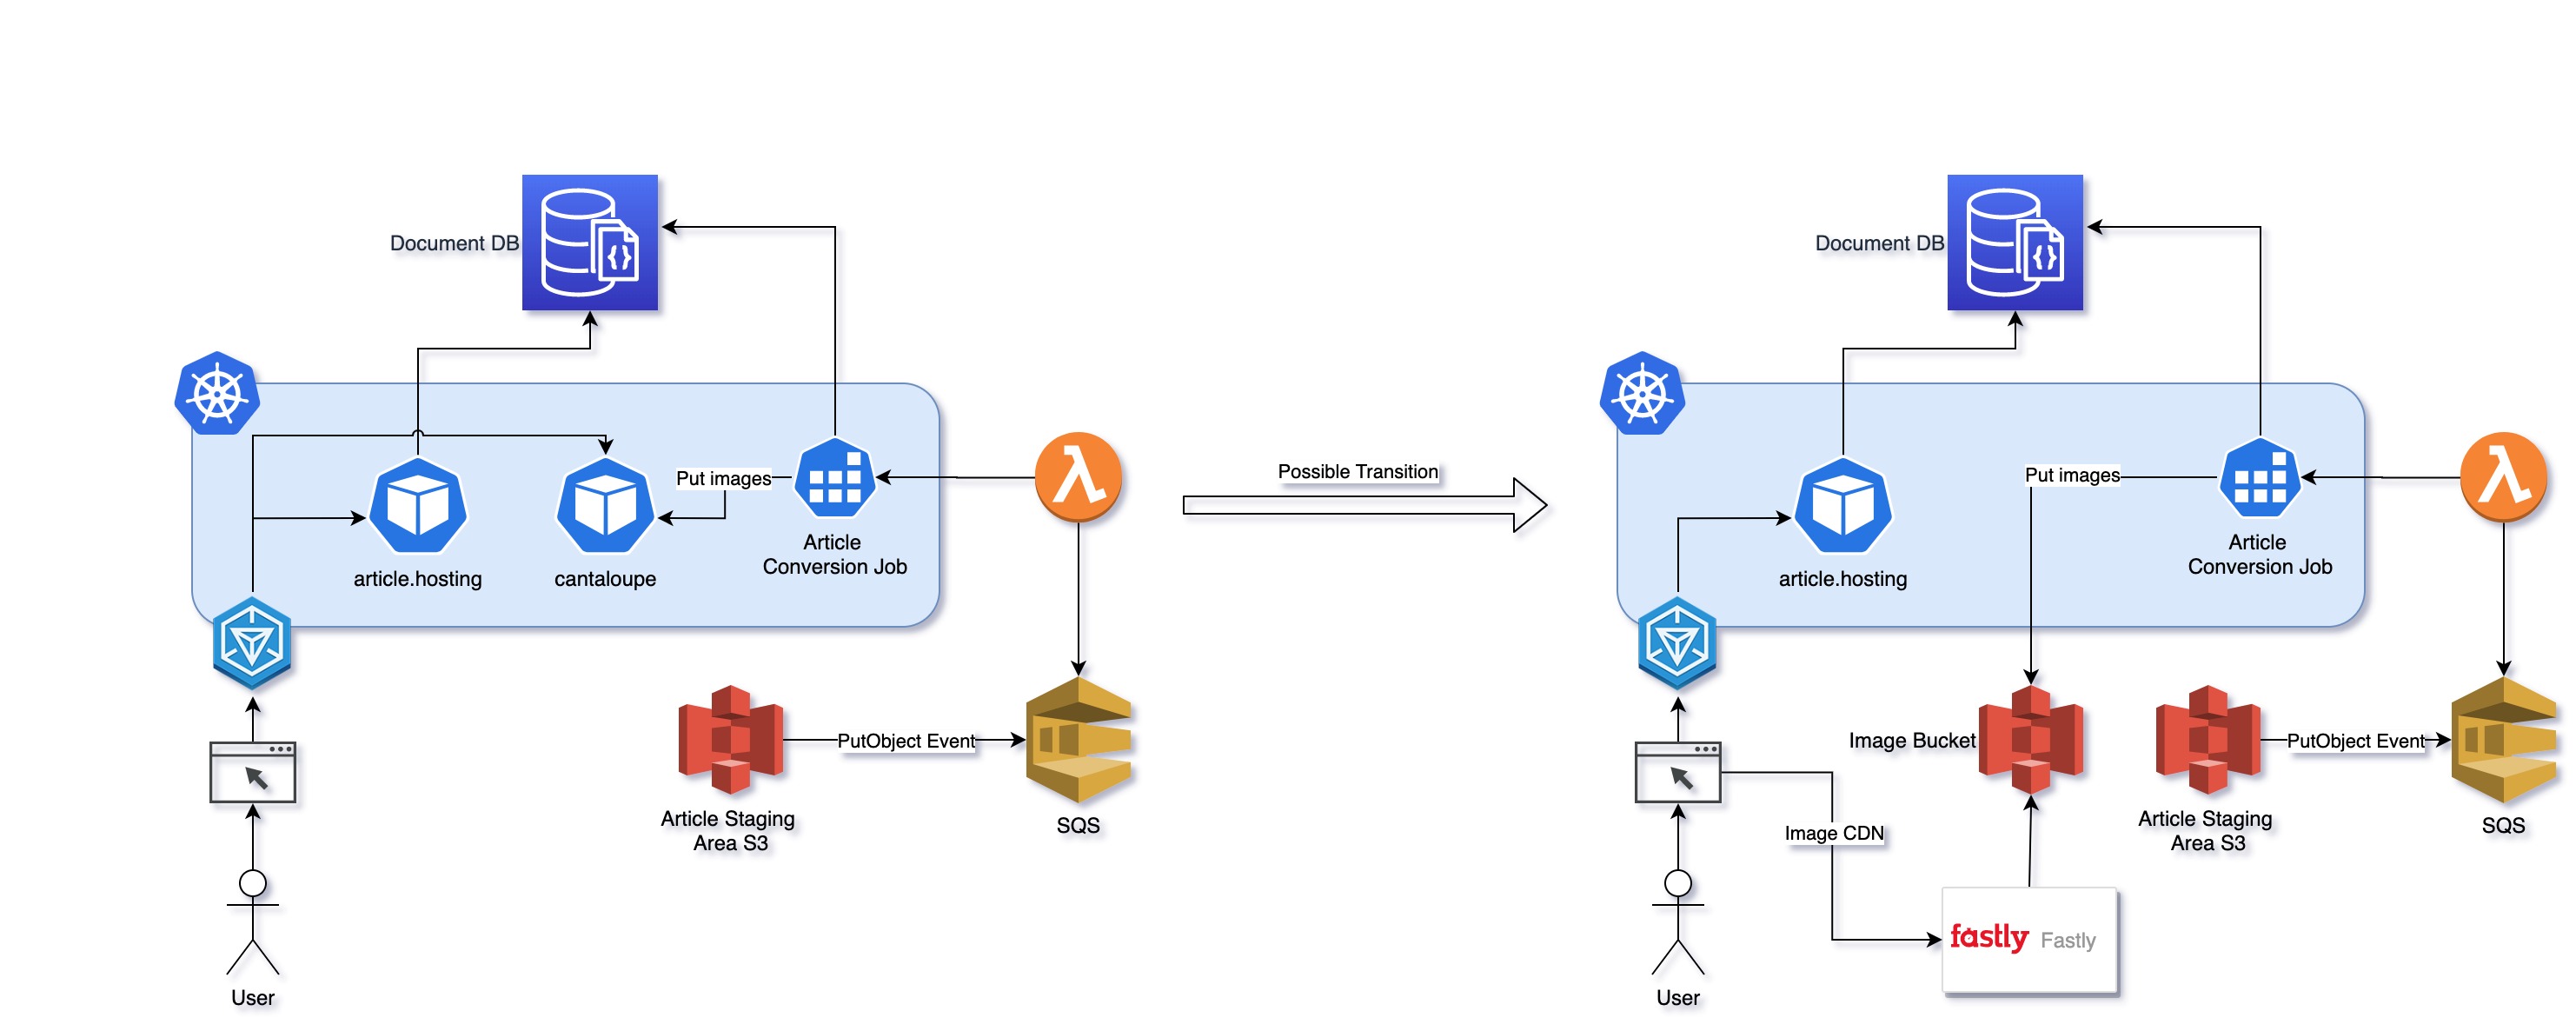 Document DB
Put images
article.hosting
cantaloupe
Article
Conversion Job
PutObject Event
Article Staging
Area S3
SQS
User
Possible Transition
Document DB
Put images
article.hosting
Article
Conversion Job
Image Bucket
PutObject Event
Article Staging
Area S3
SQS
Image CDN
fastly Fastly
User